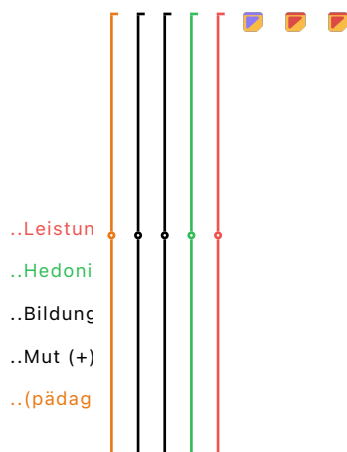 ..Leistun
..Hedoni
..Bildung
..Mut (+)
..(pädag